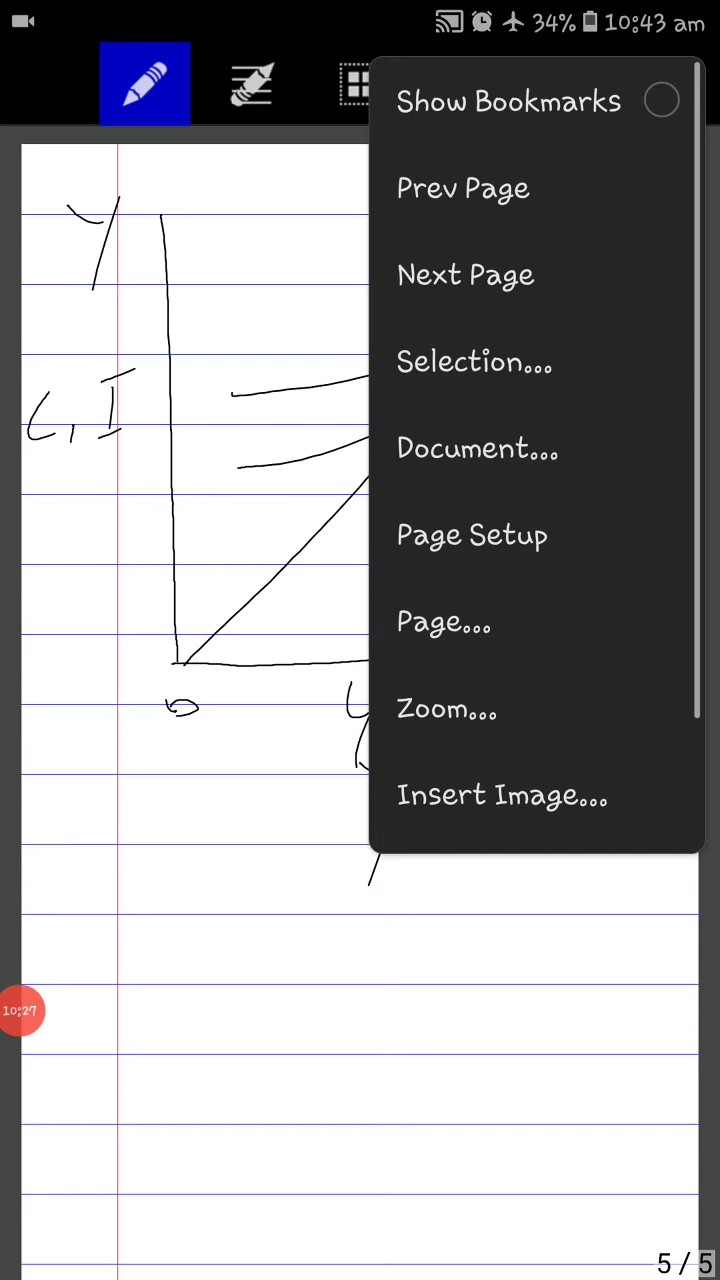 34% 10:43 am
Show Bookmarks
Prev Page
Next Page
Selection...
Document...
Page Setup
Page...
Zoom...
Insert Image...
Y
C, I
0
10:27
5 / 5